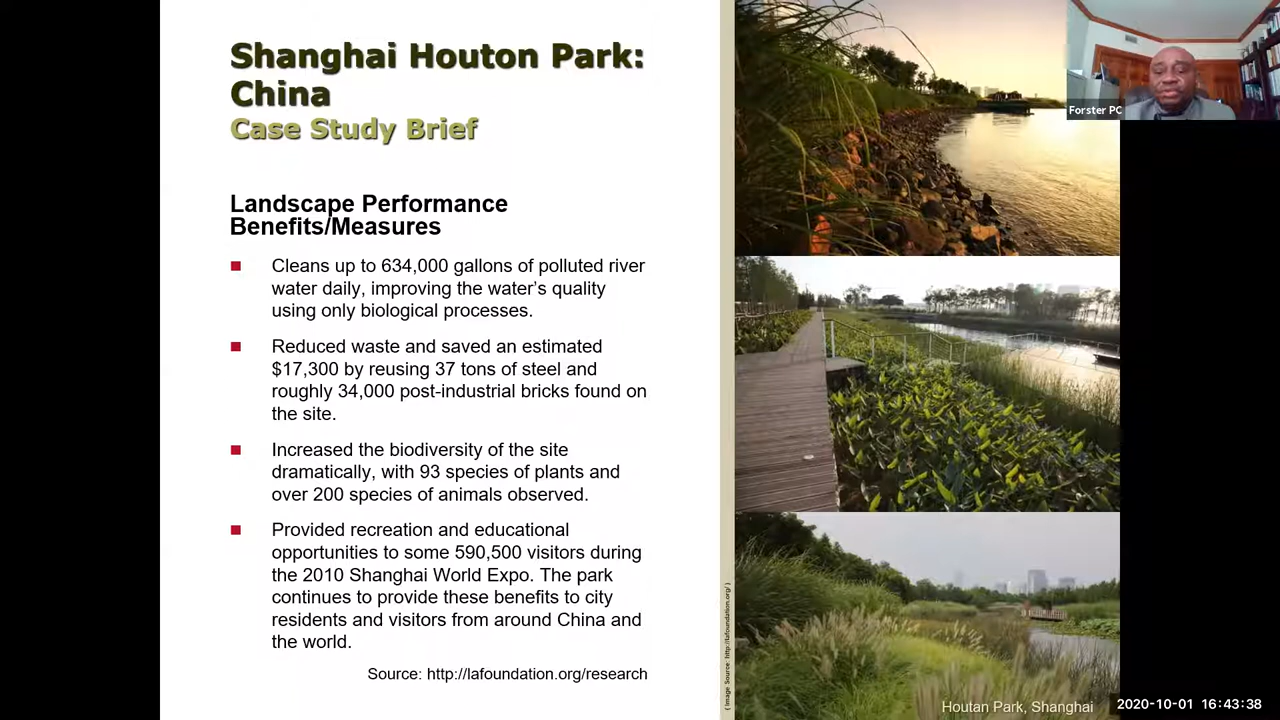 Shanghai Houton Park:
China
Case Study Brief
Landscape Performance
Benefits/Measures
Cleans up to 634,000 gallons of polluted river
water daily, improving the water’s quality
using only biological processes.
Reduced waste and saved an estimated
$17,300 by reusing 37 tons of steel and
roughly 34,000 post-industrial bricks found on
the site.
Increased the biodiversity of the site
dramatically, with 93 species of plants and
over 200 species of animals observed.
Provided recreation and educational
opportunities to some 590,500 visitors during
the 2010 Shanghai World Expo. The park
continues to provide these benefits to city
residents and visitors from around China and
the world.
Source: http://lafoundation.org/research
( Image Source: http://lafoundation.org/ )
Forster PC
Houtan Park, Shanghai
2020-10-01 16:43:38